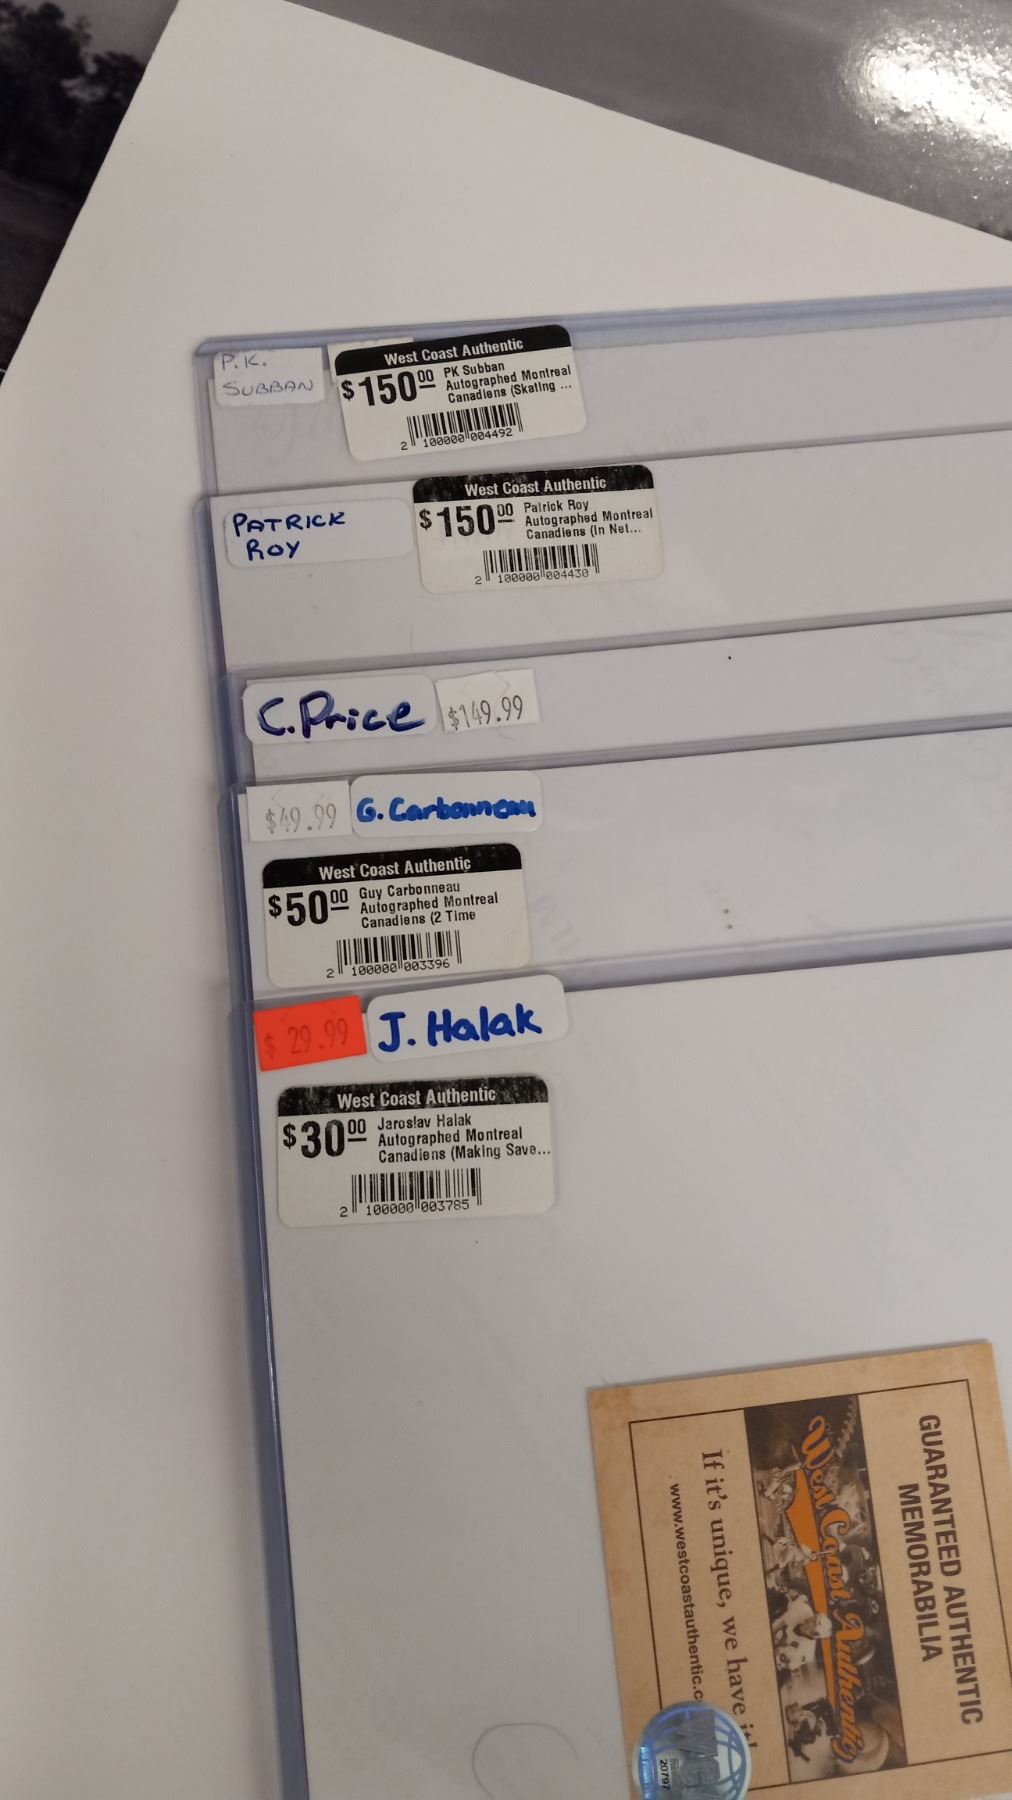 P.K.
SUBBAN
West Coast Authentic
$150.00 PK Subban
Autographed Montreal
Canadiens (Skating ...
2 100000 004492
PATRICK
ROY
West Coast Authentic
$150.00 Patrick Roy
Autographed Montreal
Canadiens (In Net...
2 100000 004430
C. Price
$149.99
$49.99
G. Carbonneau
West Coast Authentic
$50.00 Guy Carbonneau
Autographed Montreal
Canadiens (2 Time
2 100000 003396
$ 29.99
J. Halak
West Coast Authentic
$30.00 Jaroslav Halak
Autographed Montreal
Canadiens (Making Save...
2 100000 003785
GUARANTEED AUTHENTIC
MEMORABILIA
West Coast Authentic
If it's unique, we have it!
www.westcoastauthentic.c
WCA
20797